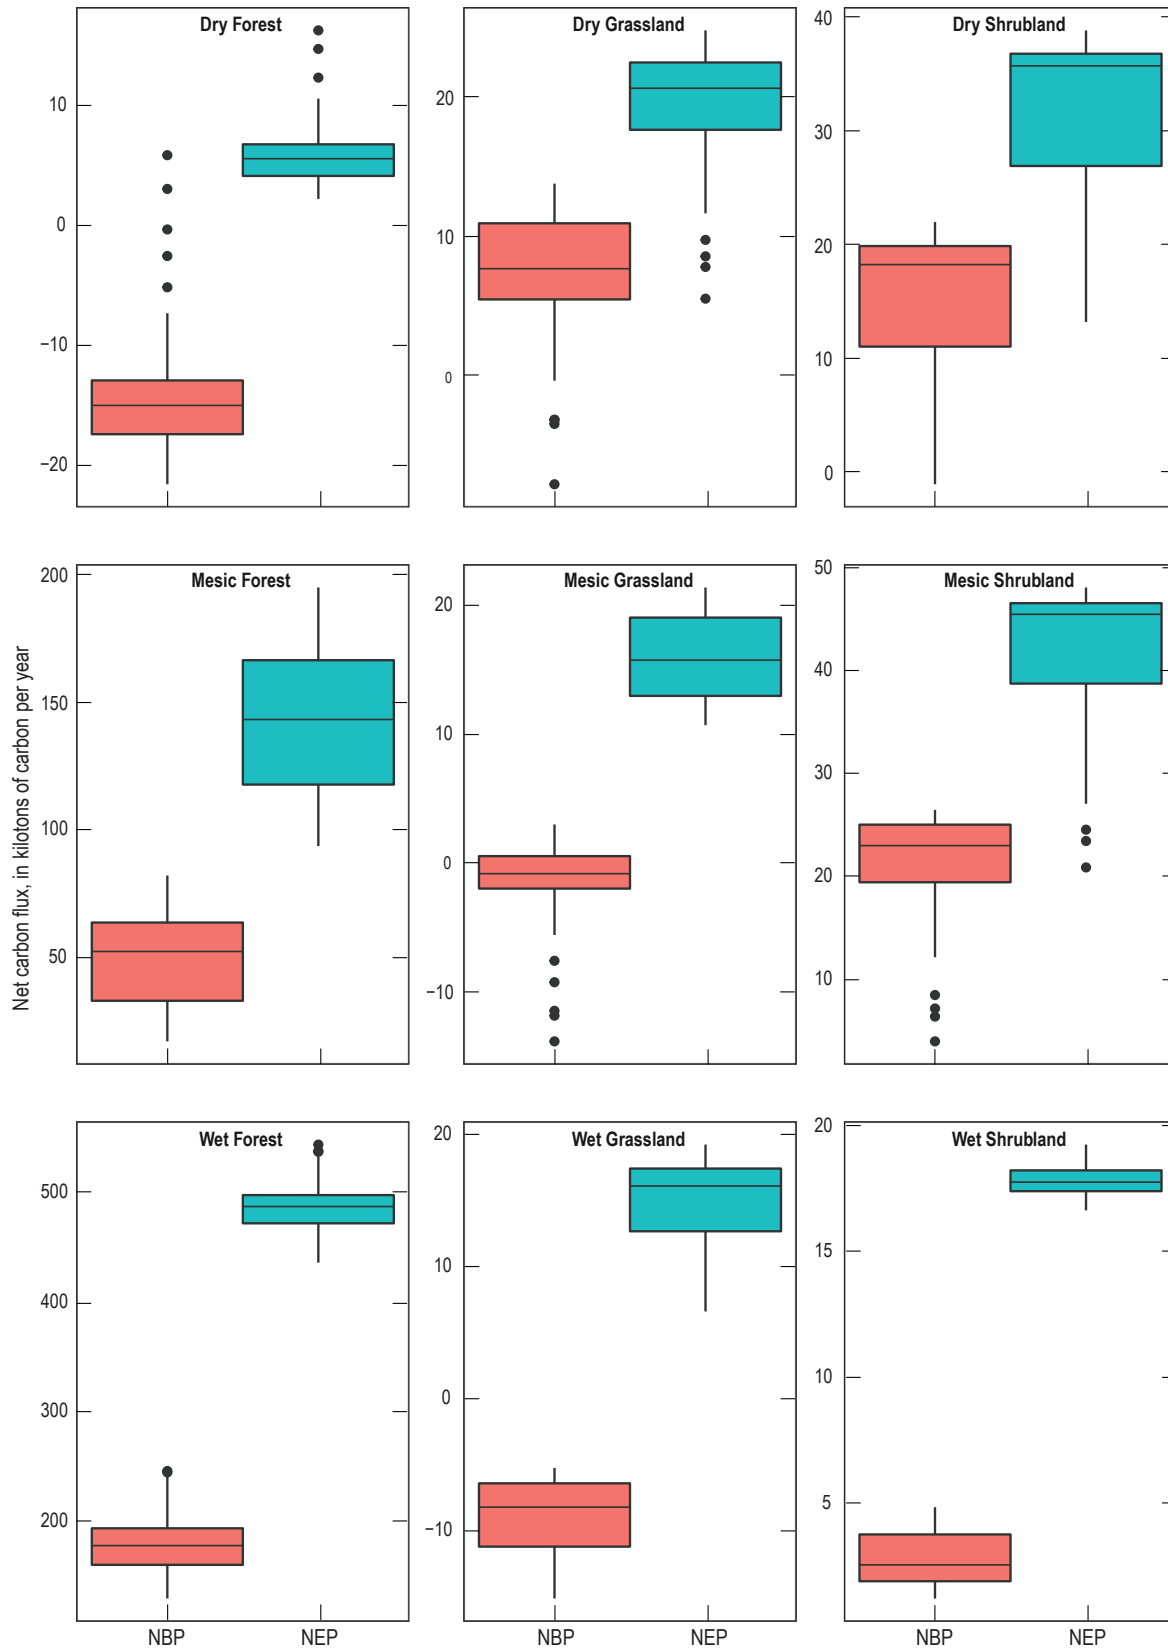 Dry Forest
10
0
−10
−20
Dry Grassland
20
10
0
Dry Shrubland
40
30
20
10
0
Net carbon flux, in kilotons of carbon per year
Mesic Forest
200
150
100
50
Mesic Grassland
20
10
0
−10
Mesic Shrubland
50
40
30
20
10
Wet Forest
500
400
300
200
NBP NEP
Wet Grassland
20
10
0
−10
NBP NEP
Wet Shrubland
20
15
10
5
NBP NEP